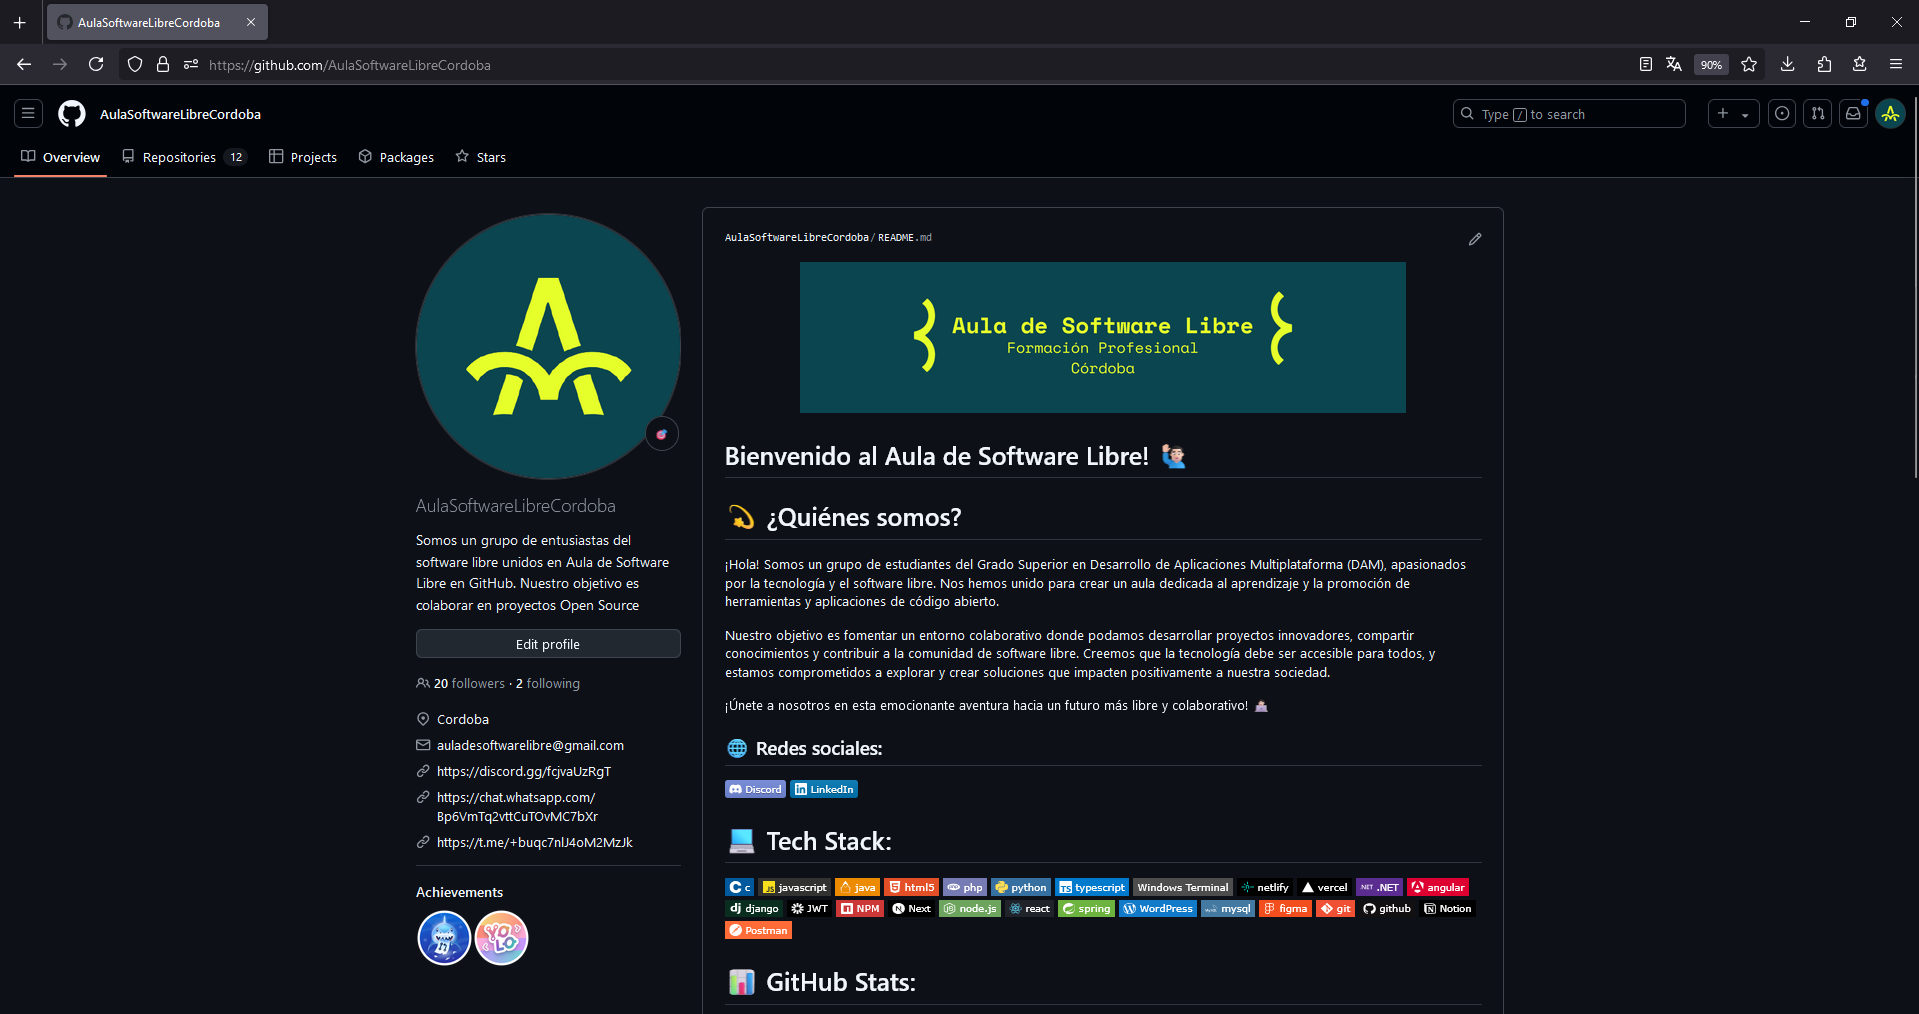 AulaSoftwareLibreCordoba
https://github.com/AulaSoftwareLibreCordoba
90%
AulaSoftwareLibreCordoba
Type / to search
Overview Repositories 12 Projects Packages Stars
AulaSoftwareLibreCordoba
Somos un grupo de entusiastas del
software libre unidos en Aula de Software
Libre en GitHub. Nuestro objetivo es
colaborar en proyectos Open Source
Edit profile
20 followers · 2 following
Cordoba
auladesoftwarelibre@gmail.com
https://discord.gg/fcjvaUzRgT
https://chat.whatsapp.com/
Bp6VmTq2vttCuTOvMC7bXr
https://t.me/+buqc7nlJ4oM2MzJk
Achievements
YOLO
AulaSoftwareLibreCordoba/README.md
Aula de Software Libre
Formación Profesional
Córdoba
Bienvenido al Aula de Software Libre!
¿Quiénes somos?
¡Hola! Somos un grupo de estudiantes del Grado Superior en Desarrollo de Aplicaciones Multiplataforma (DAM), apasionados
por la tecnología y el software libre. Nos hemos unido para crear un aula dedicada al aprendizaje y la promoción de
herramientas y aplicaciones de código abierto.
Nuestro objetivo es fomentar un entorno colaborativo donde podamos desarrollar proyectos innovadores, compartir
conocimientos y contribuir a la comunidad de software libre. Creemos que la tecnología debe ser accesible para todos, y
estamos comprometidos a explorar y crear soluciones que impacten positivamente a nuestra sociedad.
¡Únete a nosotros en esta emocionante aventura hacia un futuro más libre y colaborativo!
Redes sociales:
Discord LinkedIn
Tech Stack:
c javascript java html5 php python typescript Windows Terminal netlify vercel .NET angular
django JWT NPM Next node.js react spring WordPress mysql figma git github Notion
Postman
GitHub Stats: